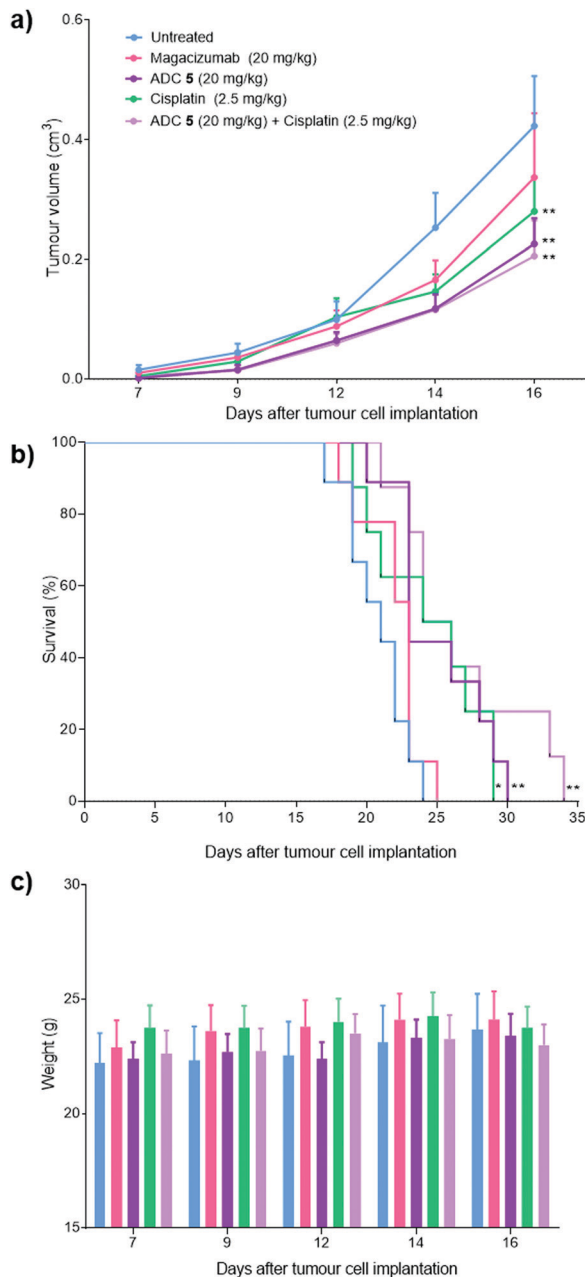 a)
0.6
0.4
0.2
0.0
Tumour volume (cm³)
Untreated
Magacizumab (20 mg/kg)
ADC 5 (20 mg/kg)
Cisplatin (2.5 mg/kg)
ADC 5 (20 mg/kg) + Cisplatin (2.5 mg/kg)
**
**
**
7 9 12 14 16
Days after tumour cell implantation
b)
100
80
60
40
20
0
Survival (%)
* ** **
0 5 10 15 20 25 30 35
Days after tumour cell implantation
c)
30
25
20
15
Weight (g)
7 9 12 14 16
Days after tumour cell implantation